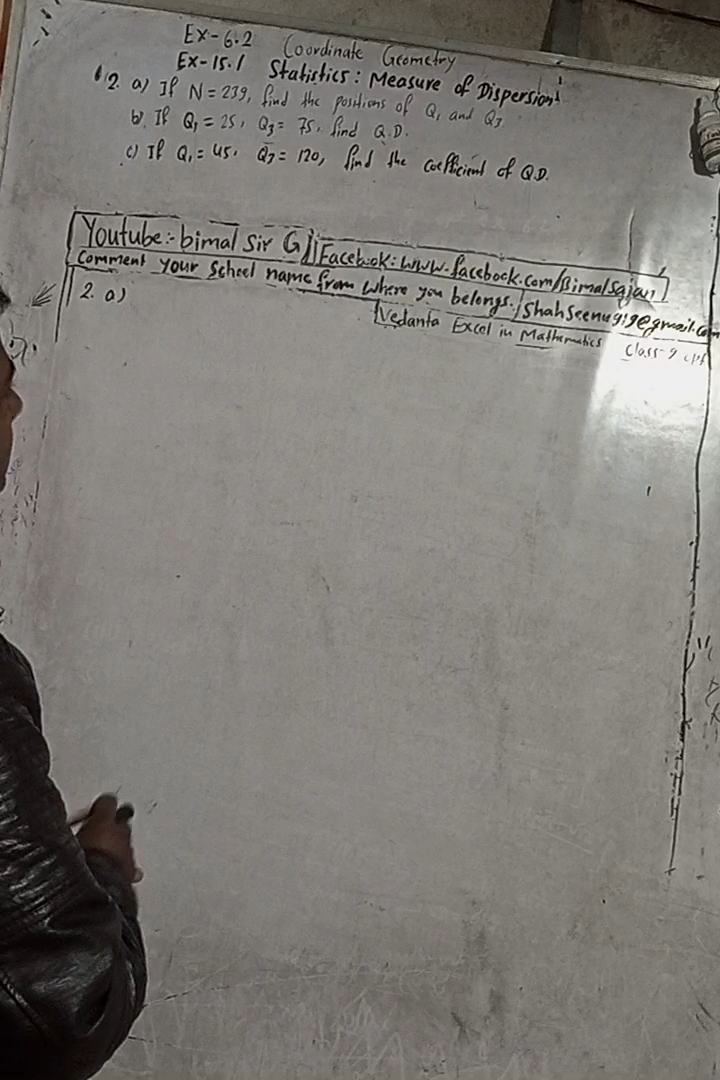 Ex-6.2 Coordinate Geometry
Ex-15.1 Statistics: Measure of Dispersion
2. a) If N = 239, find the positions of Q₁ and Q₃
b) If Q₁ = 25, Q₃ = 75, find Q.D.
c) If Q₁ = 45, Q₃ = 120, find the coefficient of Q.D.
Youtube:- bimal Sir G || Facebook: www.facebook.com/Bimalsajan
Comment your School name from where you belongs. / Shahseenu919@gmail.com
2. a)
Vedanta Excel in Mathematics Class-9